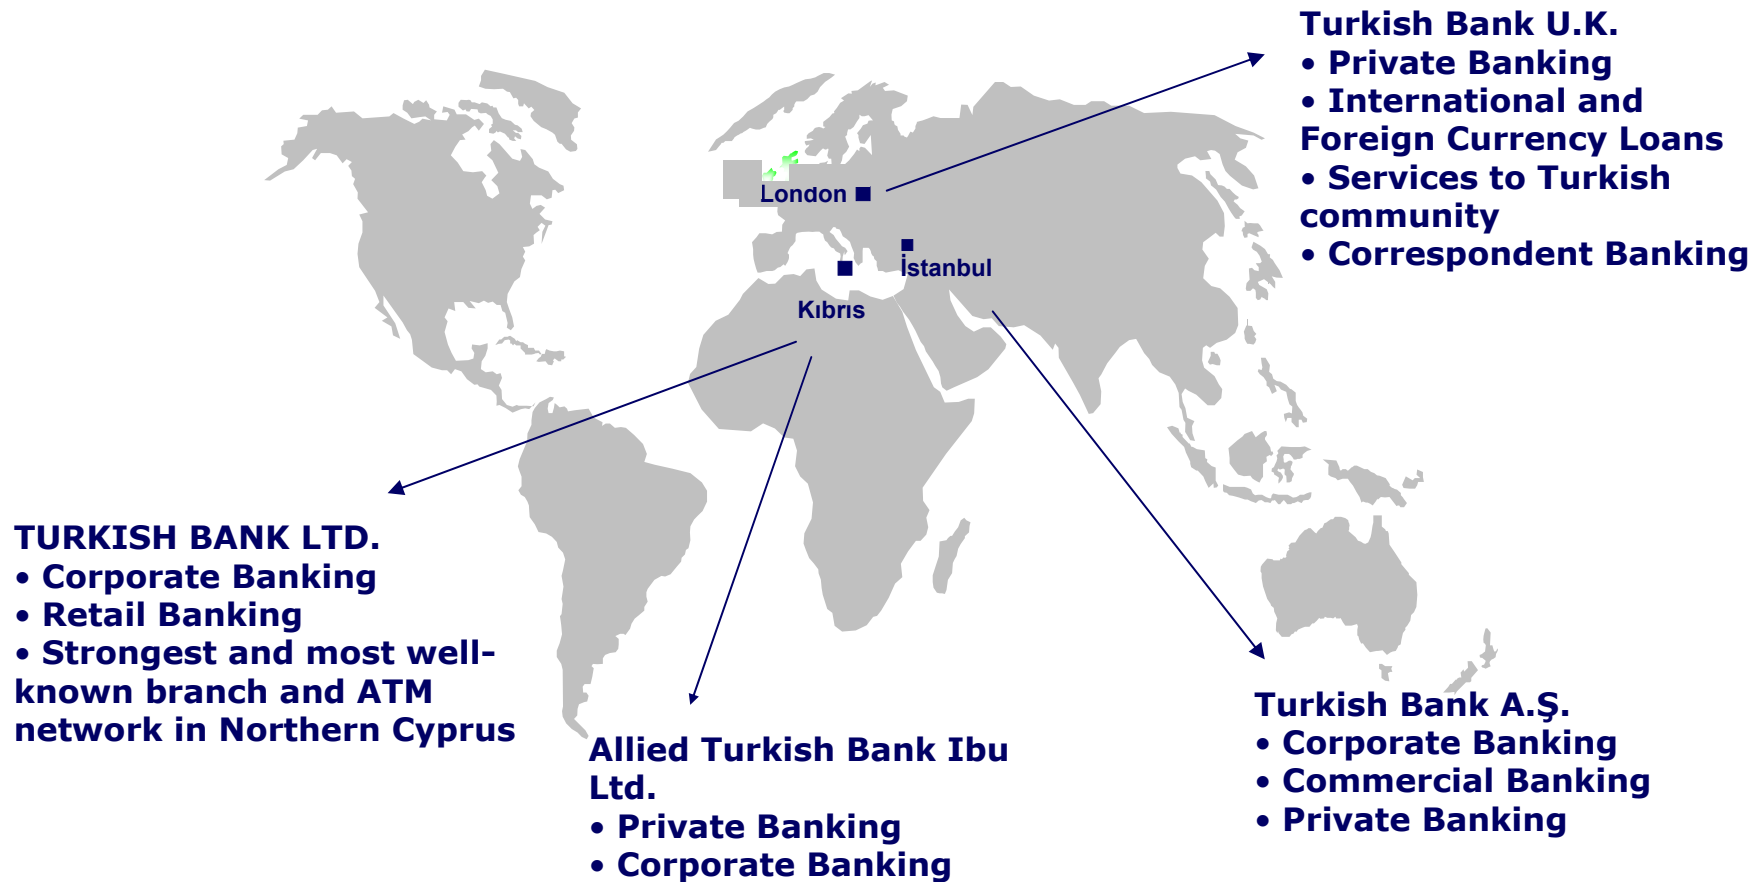 Turkish Bank U.K.
• Private Banking
• International and
Foreign Currency Loans
• Services to Turkish
community
• Correspondent Banking
London
İstanbul
Kıbrıs
TURKISH BANK LTD.
• Corporate Banking
• Retail Banking
• Strongest and most well-
known branch and ATM
network in Northern Cyprus
Allied Turkish Bank Ibu
Ltd.
• Private Banking
• Corporate Banking
Turkish Bank A.Ş.
• Corporate Banking
• Commercial Banking
• Private Banking